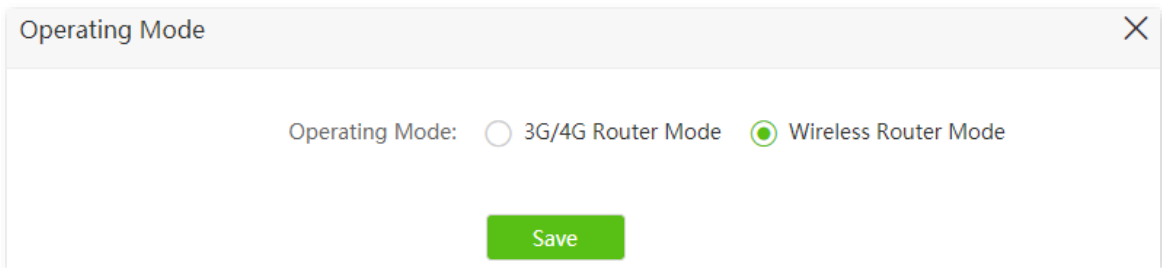 Operating Mode
Operating Mode: 3G/4G Router Mode Wireless Router Mode
Save